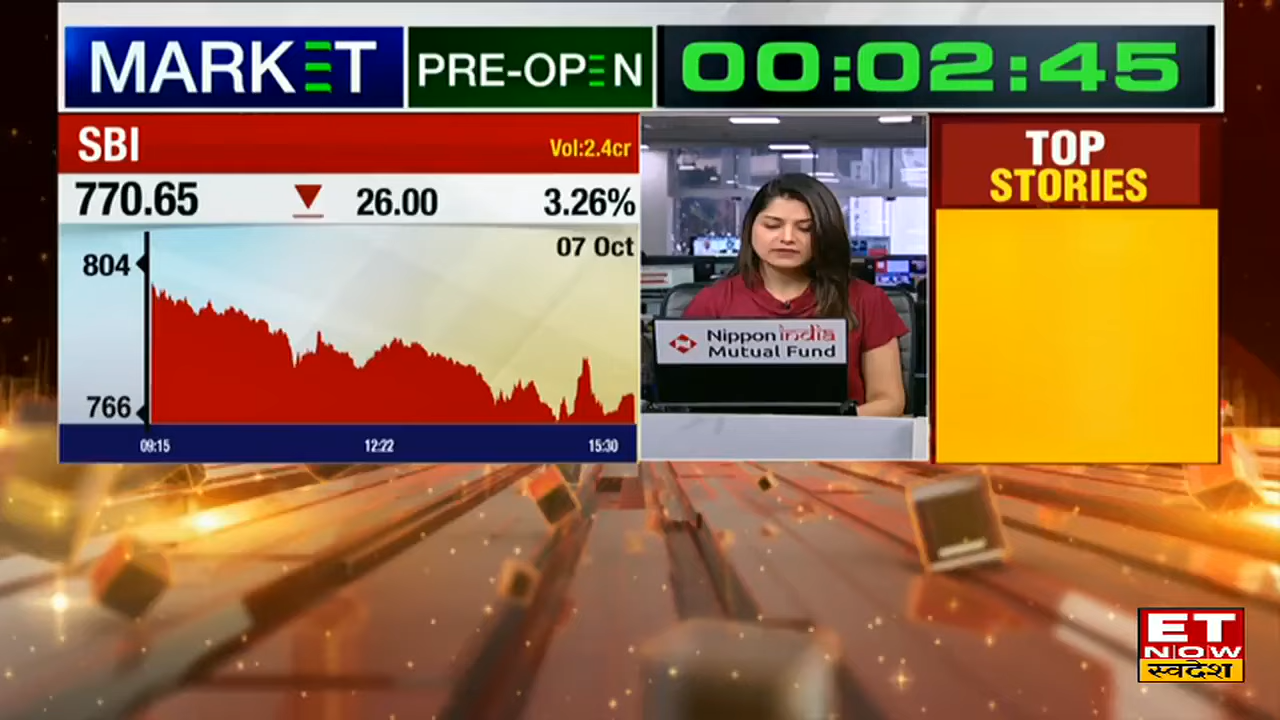 MARKET
PRE-OPEN
00:02:45
SBI
Vol:2.4cr
770.65
26.00
3.26%
07 Oct
804
766
09:15
12:22
15:30
Nippon india
Mutual Fund
TOP
STORIES
ET
NOW
स्वदेश